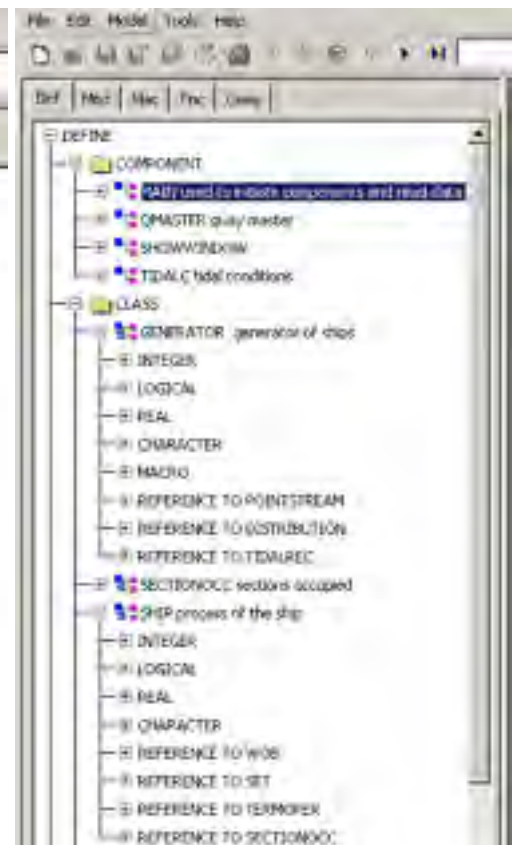 File Edit Model Tools Help
Def Mod Mac Proc
DEFINE
COMPONENT
MAIN used to initiate components and read data
QMASTER quay master
SHOWWINDOW
TIDALC tidal conditions
CLASS
GENERATOR generator of ships
INTEGER
LOGICAL
REAL
CHARACTER
MACRO
REFERENCE TO POINTSTREAM
REFERENCE TO DISTRIBUTION
REFERENCE TO TIDALREC
SECTIONOCC sections occupied
SHIP process of the ship
INTEGER
LOGICAL
REAL
CHARACTER
REFERENCE TO WOB
REFERENCE TO SET
REFERENCE TO TERMOPER
REFERENCE TO SECTIONOCC